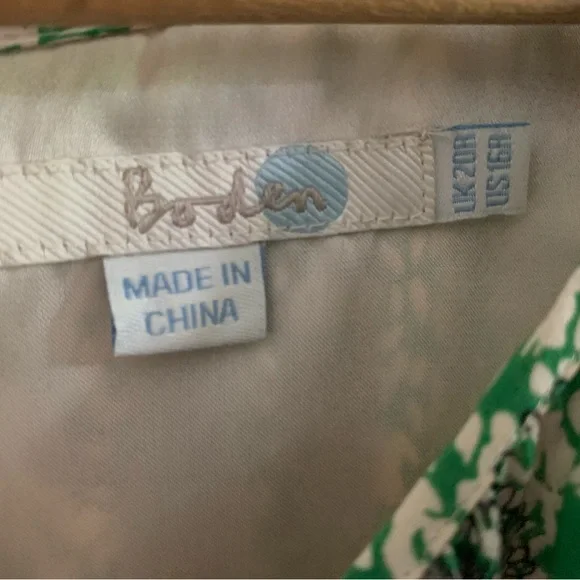 Boden
UK 20R
US 16R
MADE IN
CHINA